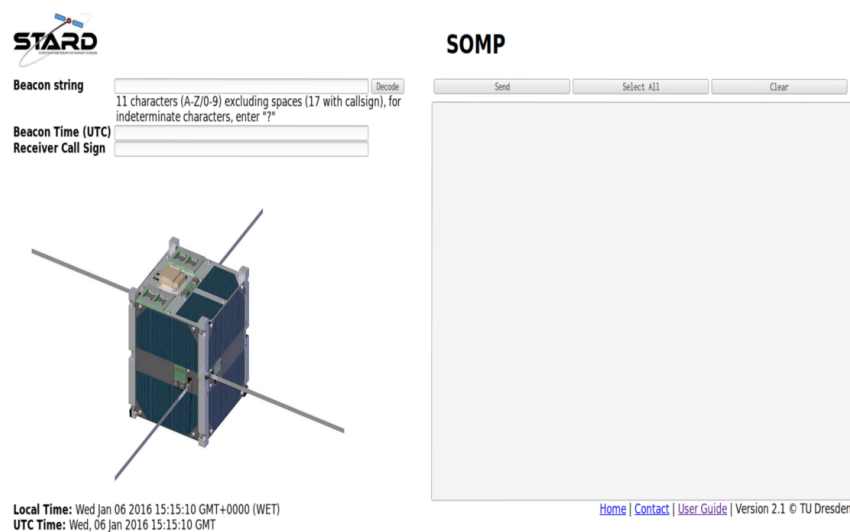 STARD
SOMP
Beacon string
Decode
11 characters (A-Z/0-9) excluding spaces (17 with callsign), for
indeterminate characters, enter "?"
Beacon Time (UTC)
Receiver Call Sign
Send Select All Clear
Local Time: Wed Jan 06 2016 15:15:10 GMT+0000 (WET)
UTC Time: Wed, 06 Jan 2016 15:15:10 GMT
Home | Contact | User Guide | Version 2.1 © TU Dresden